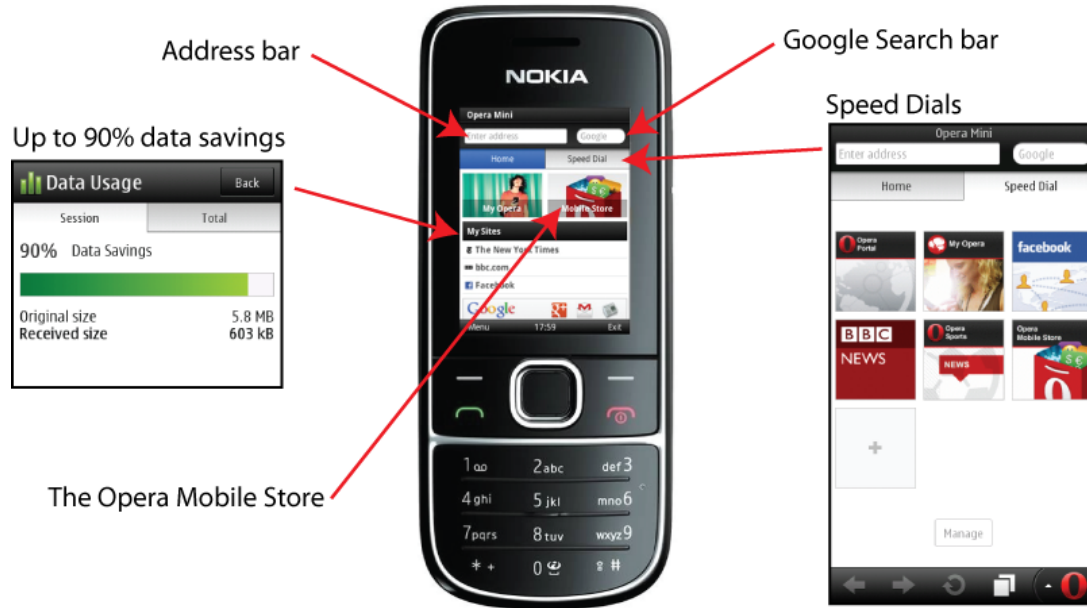 Address bar
Google Search bar
Up to 90% data savings
Data Usage
Back
Session
Total
90% Data Savings
Original size 5.8 MB
Received size 603 kB
The Opera Mobile Store
NOKIA
Opera Mini
Enter address
Google
Home
Speed Dial
My Opera
Mobile Store
My Sites
The New York Times
bbc.com
Facebook
Google
Menu 17:59 Exit
1 2abc def3
4ghi 5jkl mno6
7pqrs 8tuv wxyz9
* + 0 #
Speed Dials
Opera Mini
Enter address
Google
Home
Speed Dial
Opera Portal
My Opera
facebook
BBC
NEWS
Opera Sports
NEWS
Opera Mobile Store
+
Manage